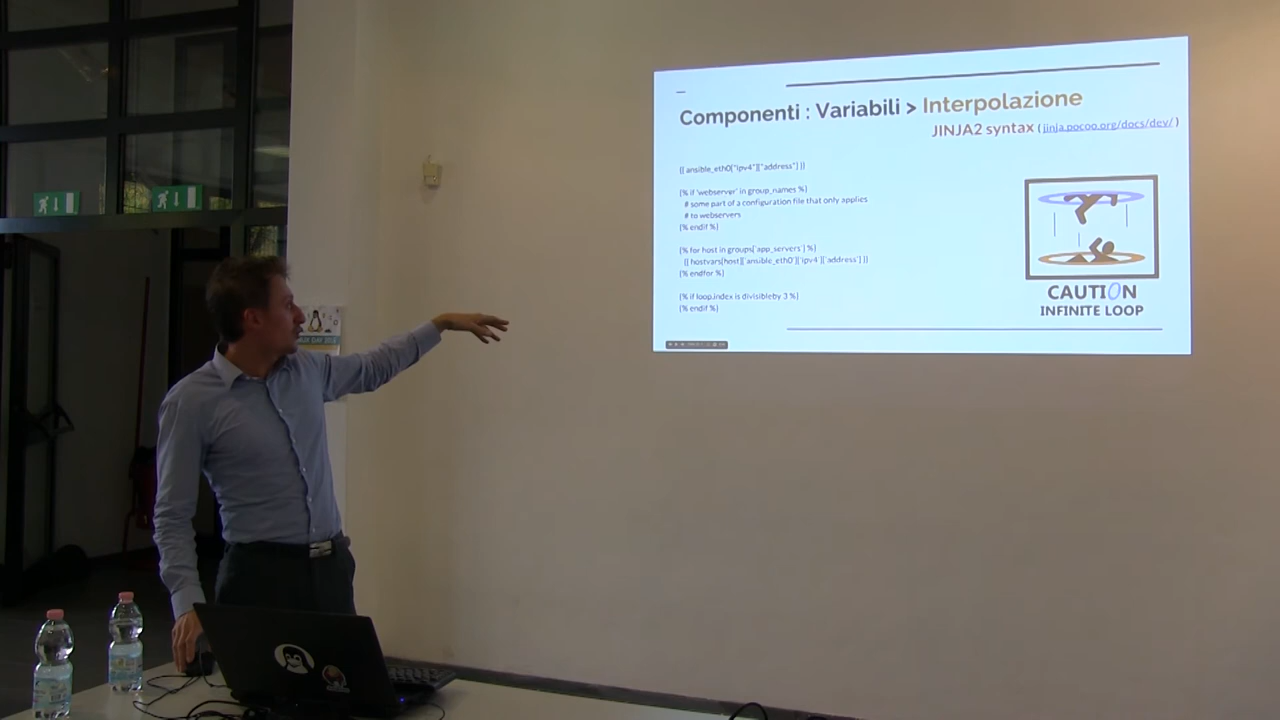 Componenti : Variabili > Interpolazione
JINJA2 syntax ( jinja.pocoo.org/docs/dev/ )
{{ ansible_eth0["ipv4"]["address"] }}
{% if 'webserver' in group_names %}
# some part of a configuration file that only applies
# to webservers
{% endif %}
{% for host in groups['app_servers'] %}
{{ hostvars[host]['ansible_eth0']['ipv4']['address'] }}
{% endfor %}
{% if loop.index is divisibleby 3 %}
{% endif %}
CAUTION
INFINITE LOOP